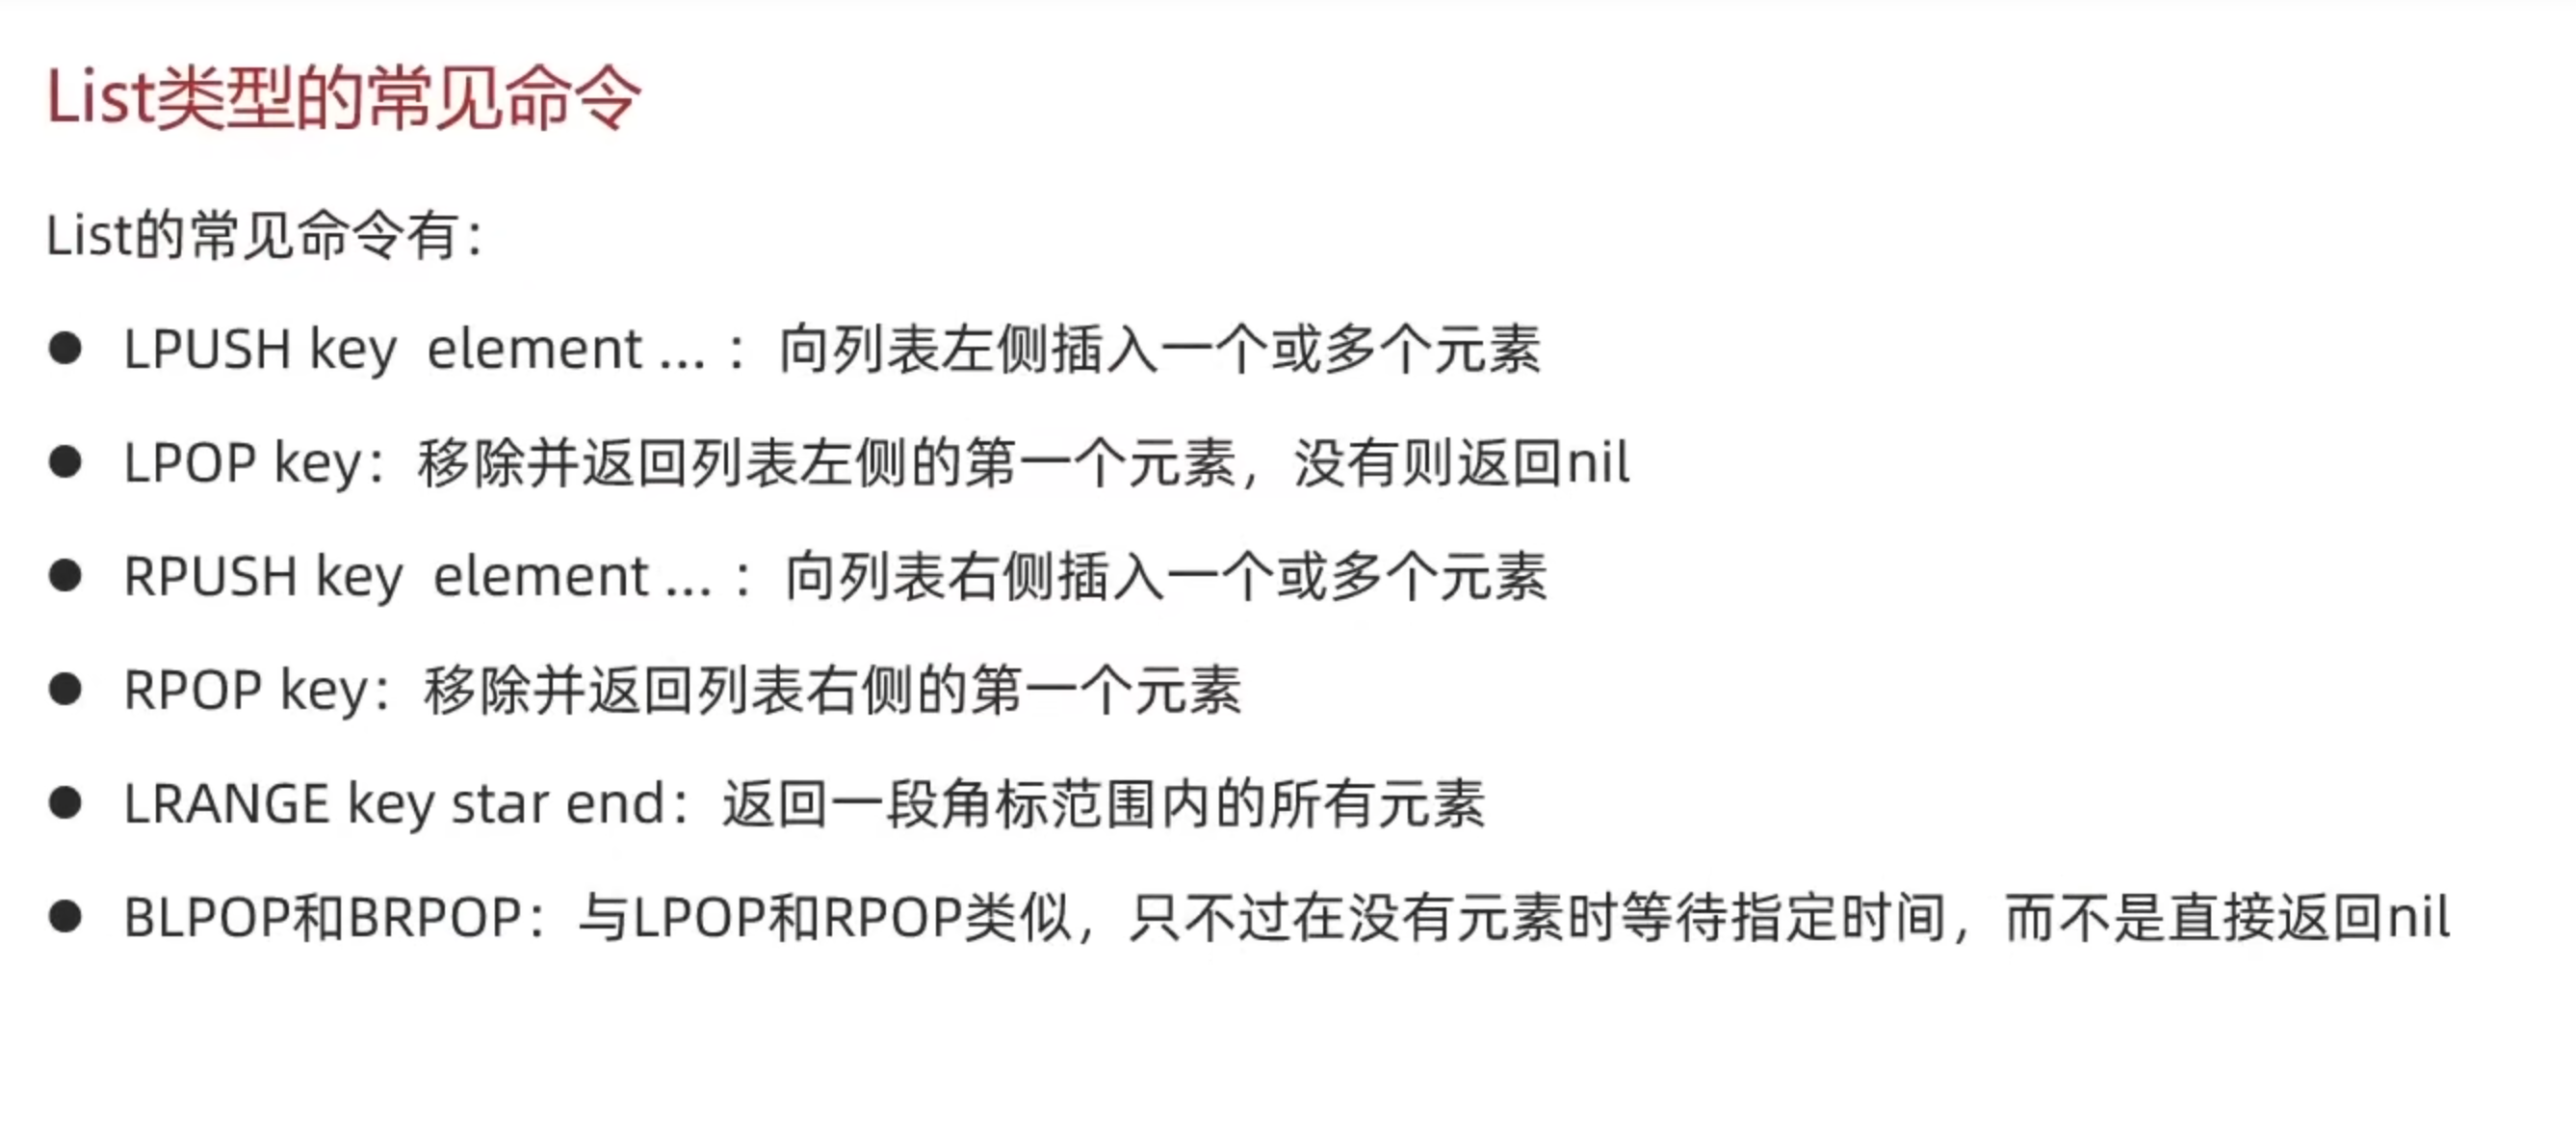 List类型的常见命令
List的常见命令有：
● LPUSH key  element ... ：向列表左侧插入一个或多个元素
● LPOP key：移除并返回列表左侧的第一个元素，没有则返回nil
● RPUSH key  element ... ：向列表右侧插入一个或多个元素
● RPOP key：移除并返回列表右侧的第一个元素
● LRANGE key star end：返回一段角标范围内的所有元素
● BLPOP和BRPOP：与LPOP和RPOP类似，只不过在没有元素时等待指定时间，而不是直接返回nil